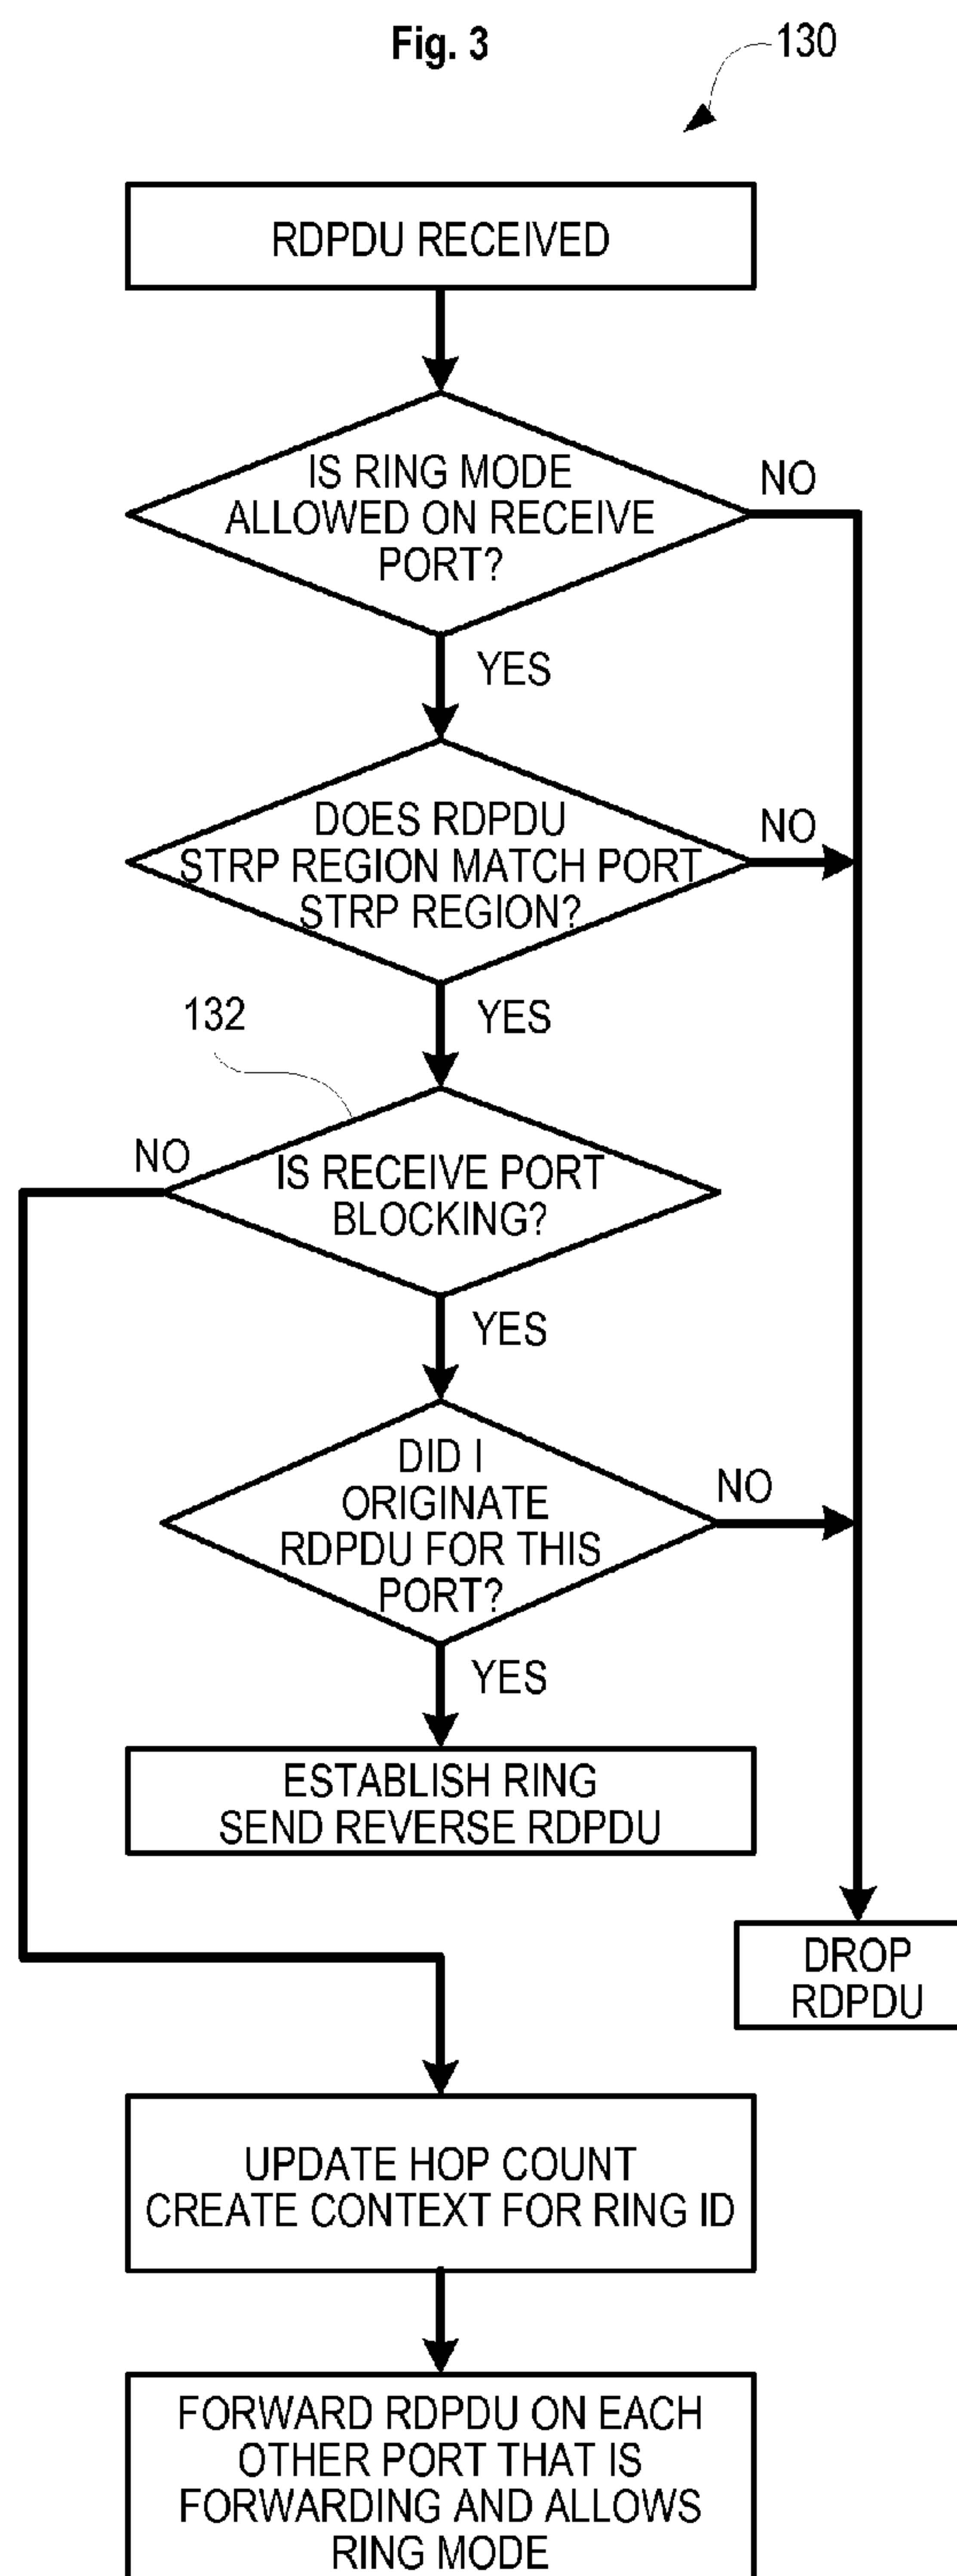 Fig. 3
130
RDPDU RECEIVED
IS RING MODE
ALLOWED ON RECEIVE
PORT?
NO
YES
DOES RDPDU
STRP REGION MATCH PORT
STRP REGION?
NO
YES
132
NO
IS RECEIVE PORT
BLOCKING?
YES
DID I
ORIGINATE
RDPDU FOR THIS
PORT?
NO
YES
ESTABLISH RING
SEND REVERSE RDPDU
DROP
RDPDU
UPDATE HOP COUNT
CREATE CONTEXT FOR RING ID
FORWARD RDPDU ON EACH
OTHER PORT THAT IS
FORWARDING AND ALLOWS
RING MODE